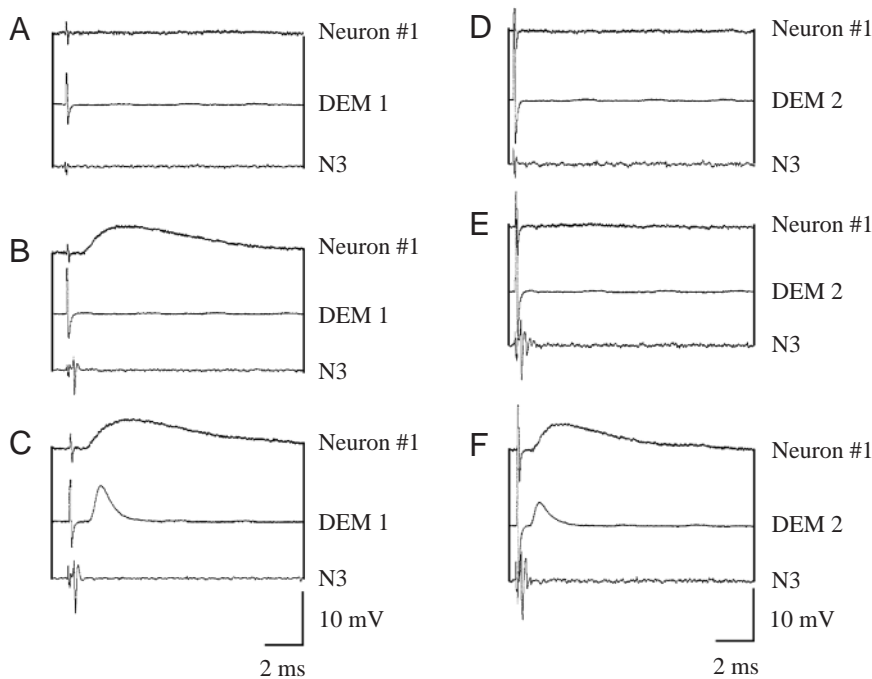 A
Neuron #1
DEM 1
N3
B
Neuron #1
DEM 1
N3
C
Neuron #1
DEM 1
N3
10 mV
2 ms
D
Neuron #1
DEM 2
N3
E
Neuron #1
DEM 2
N3
F
Neuron #1
DEM 2
N3
10 mV
2 ms